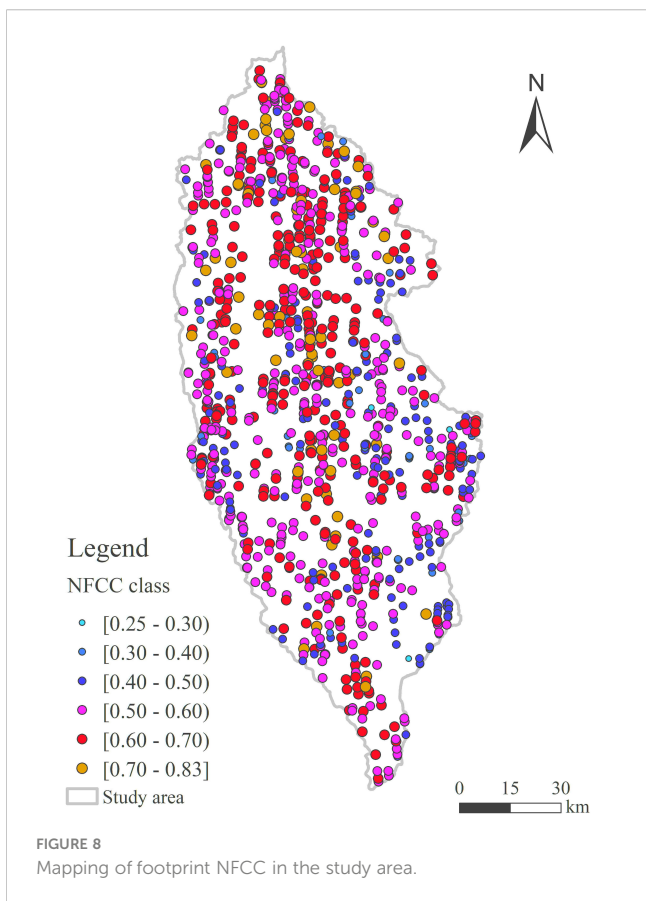 N
Legend
NFCC class
[0.25 - 0.30)
[0.30 - 0.40)
[0.40 - 0.50)
[0.50 - 0.60)
[0.60 - 0.70)
[0.70 - 0.83]
Study area
0 15 30
km
FIGURE 8
Mapping of footprint NFCC in the study area.